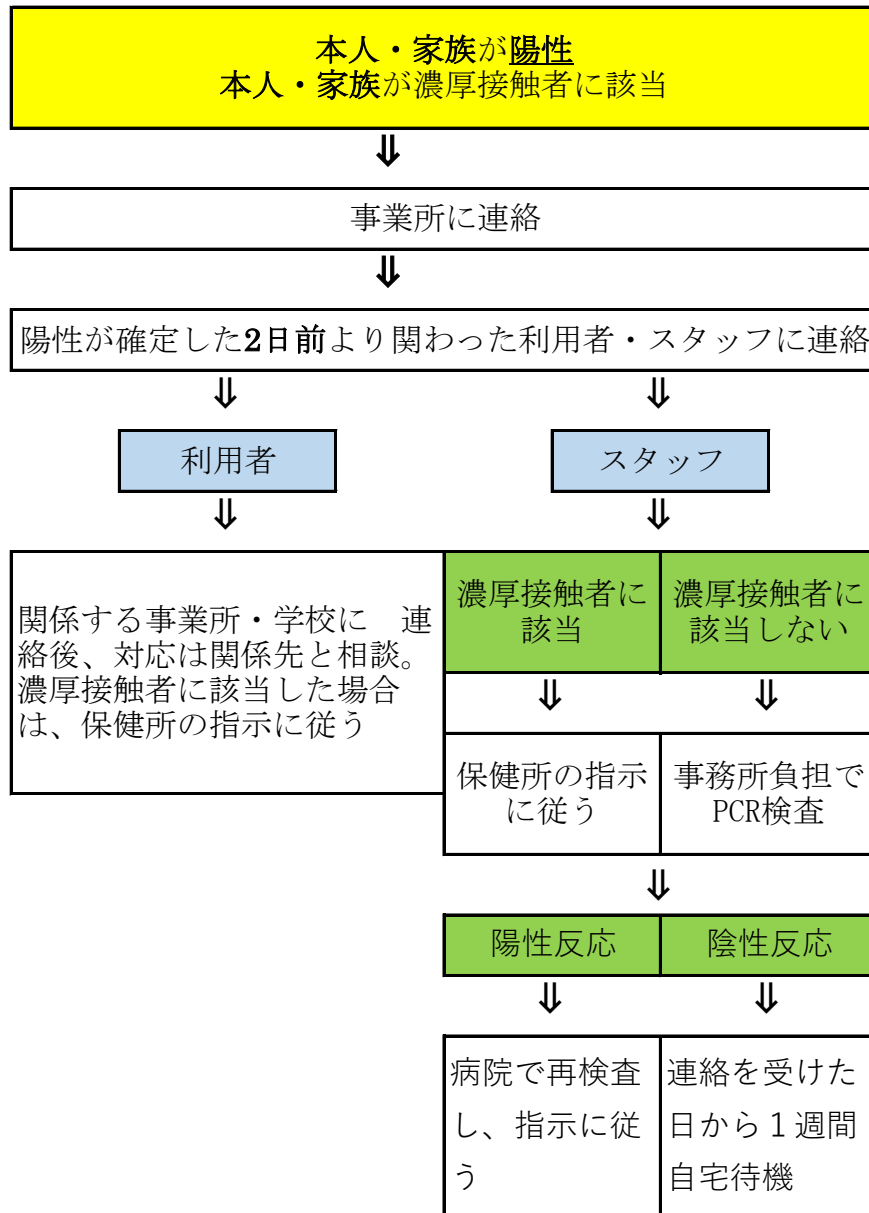 本人・家族が陽性
本人・家族が濃厚接触者に該当
⇓
事業所に連絡
⇓
陽性が確定した2日前より関わった利用者・スタッフに連絡
⇓ ⇓
利用者 スタッフ
⇓ ⇓
関係する事業所・学校に　連
絡後、対応は関係先と相談。
濃厚接触者に該当した場合
は、保健所の指示に従う
濃厚接触者に
該当
濃厚接触者に
該当しない
⇓ ⇓
保健所の指示
に従う
事務所負担で
PCR検査
⇓
陽性反応 陰性反応
⇓ ⇓
病院で再検査
し、指示に従
う
連絡を受けた
日から１週間
自宅待機